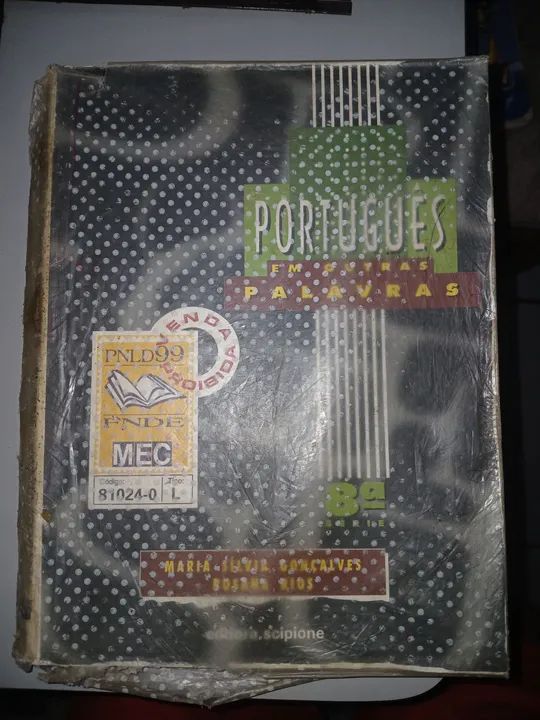 PORTUGUÊS
EM OUTRAS
PALAVRAS
VENDA
PROIBIDA
PNLD99
FNDE
MEC
Código: Tipo:
81024-0 L
8ª
SÉRIE
MARIA SÍLVIA GONÇALVES
ROSANA RIOS
editora scipione